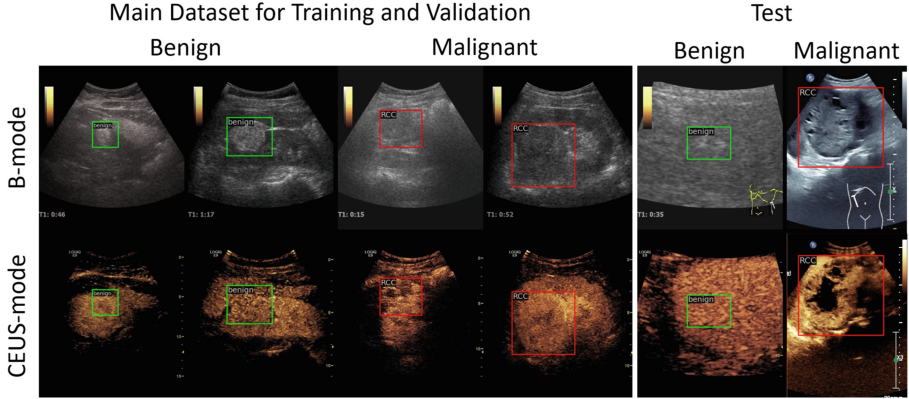 Main Dataset for Training and Validation
Test
Benign
Malignant
Benign
Malignant
B-mode
benign
benign
RCC
RCC
benign
RCC
T1: 0:46
T1: 1:17
T1: 0:15
T1: 0:52
T1: 0:35
CEUS-mode
benign
benign
RCC
RCC
benign
RCC